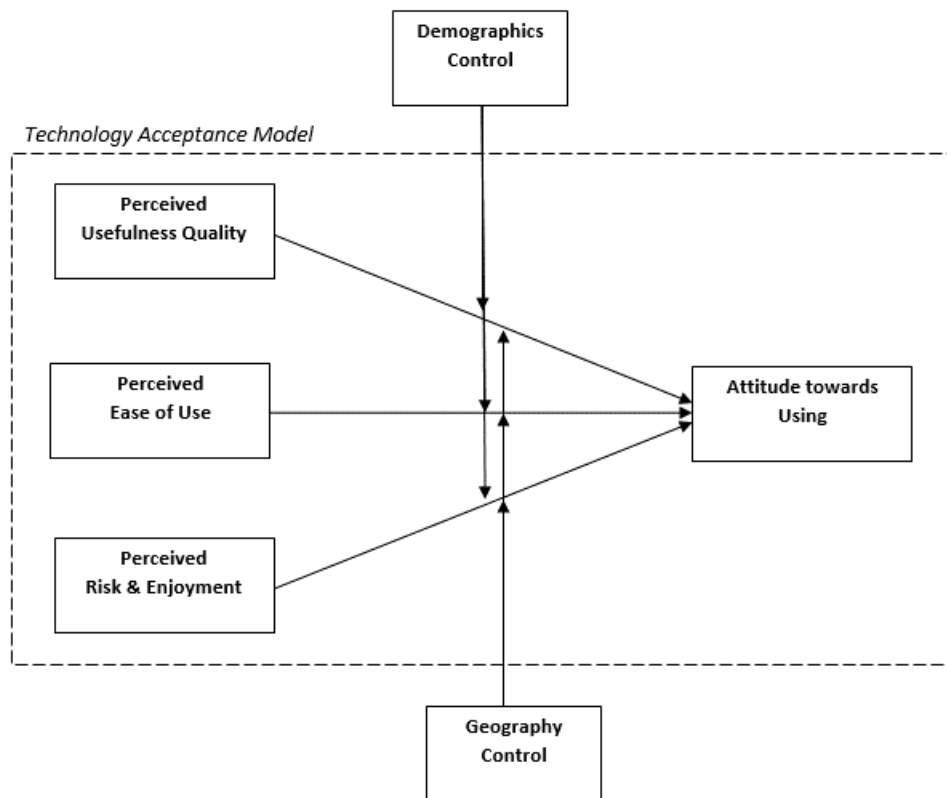 Demographics
Control
Technology Acceptance Model
Perceived
Usefulness Quality
Perceived
Ease of Use
Attitude towards
Using
Perceived
Risk & Enjoyment
Geography
Control